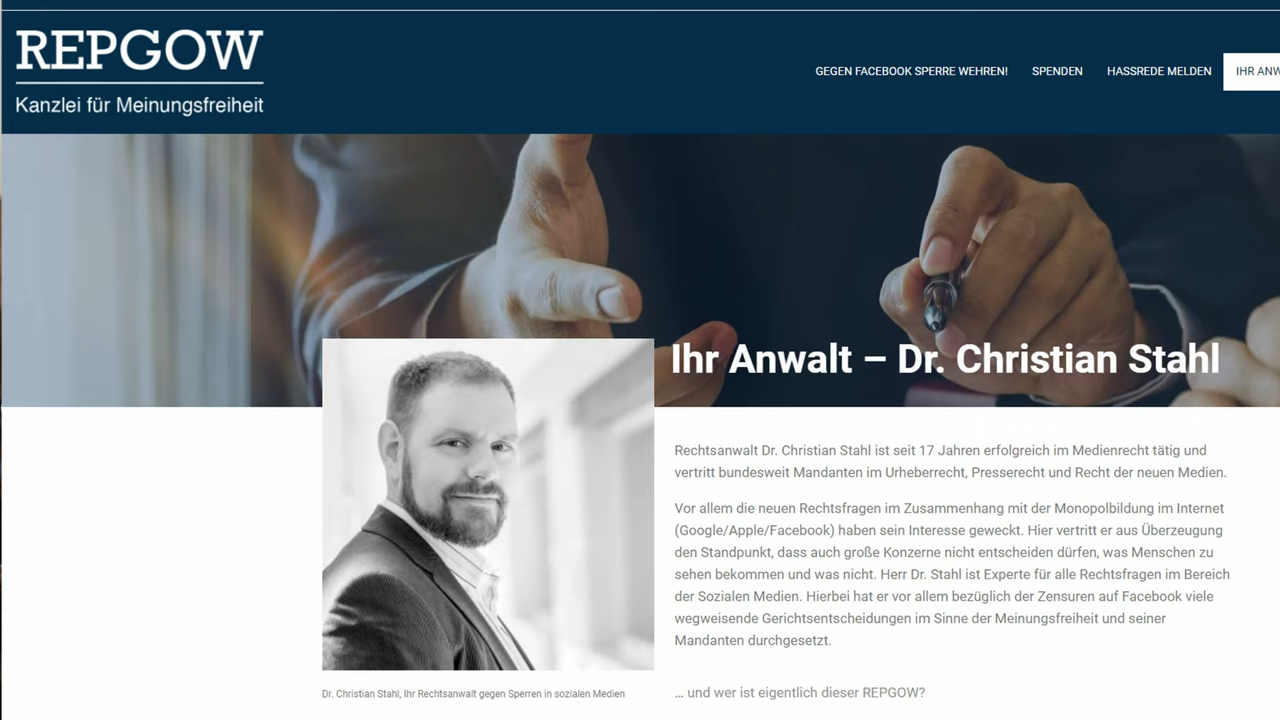 REPGOW
Kanzlei für Meinungsfreiheit
GEGEN FACEBOOK SPERRE WEHREN! SPENDEN HASSREDE MELDEN IHR
Ihr Anwalt – Dr. Christian Stahl
Rechtsanwalt Dr. Christian Stahl ist seit 17 Jahren erfolgreich im Medienrecht tätig und
vertritt bundesweit Mandanten im Urheberrecht, Presserecht und Recht der neuen Medien.
Vor allem die neuen Rechtsfragen im Zusammenhang mit der Monopolbildung im Internet
(Google/Apple/Facebook) haben sein Interesse geweckt. Hier vertritt er aus Überzeugung
den Standpunkt, dass auch große Konzerne nicht entscheiden dürfen, was Menschen zu
sehen bekommen und was nicht. Herr Dr. Stahl ist Experte für alle Rechtsfragen im Bereich
der Sozialen Medien. Hierbei hat er vor allem bezüglich der Zensuren auf Facebook viele
wegweisende Gerichtsentscheidungen im Sinne der Meinungsfreiheit und seiner
Mandanten durchgesetzt.
Dr. Christian Stahl, Ihr Rechtsanwalt gegen Sperren in sozialen Medien
... und wer ist eigentlich dieser REPGOW?